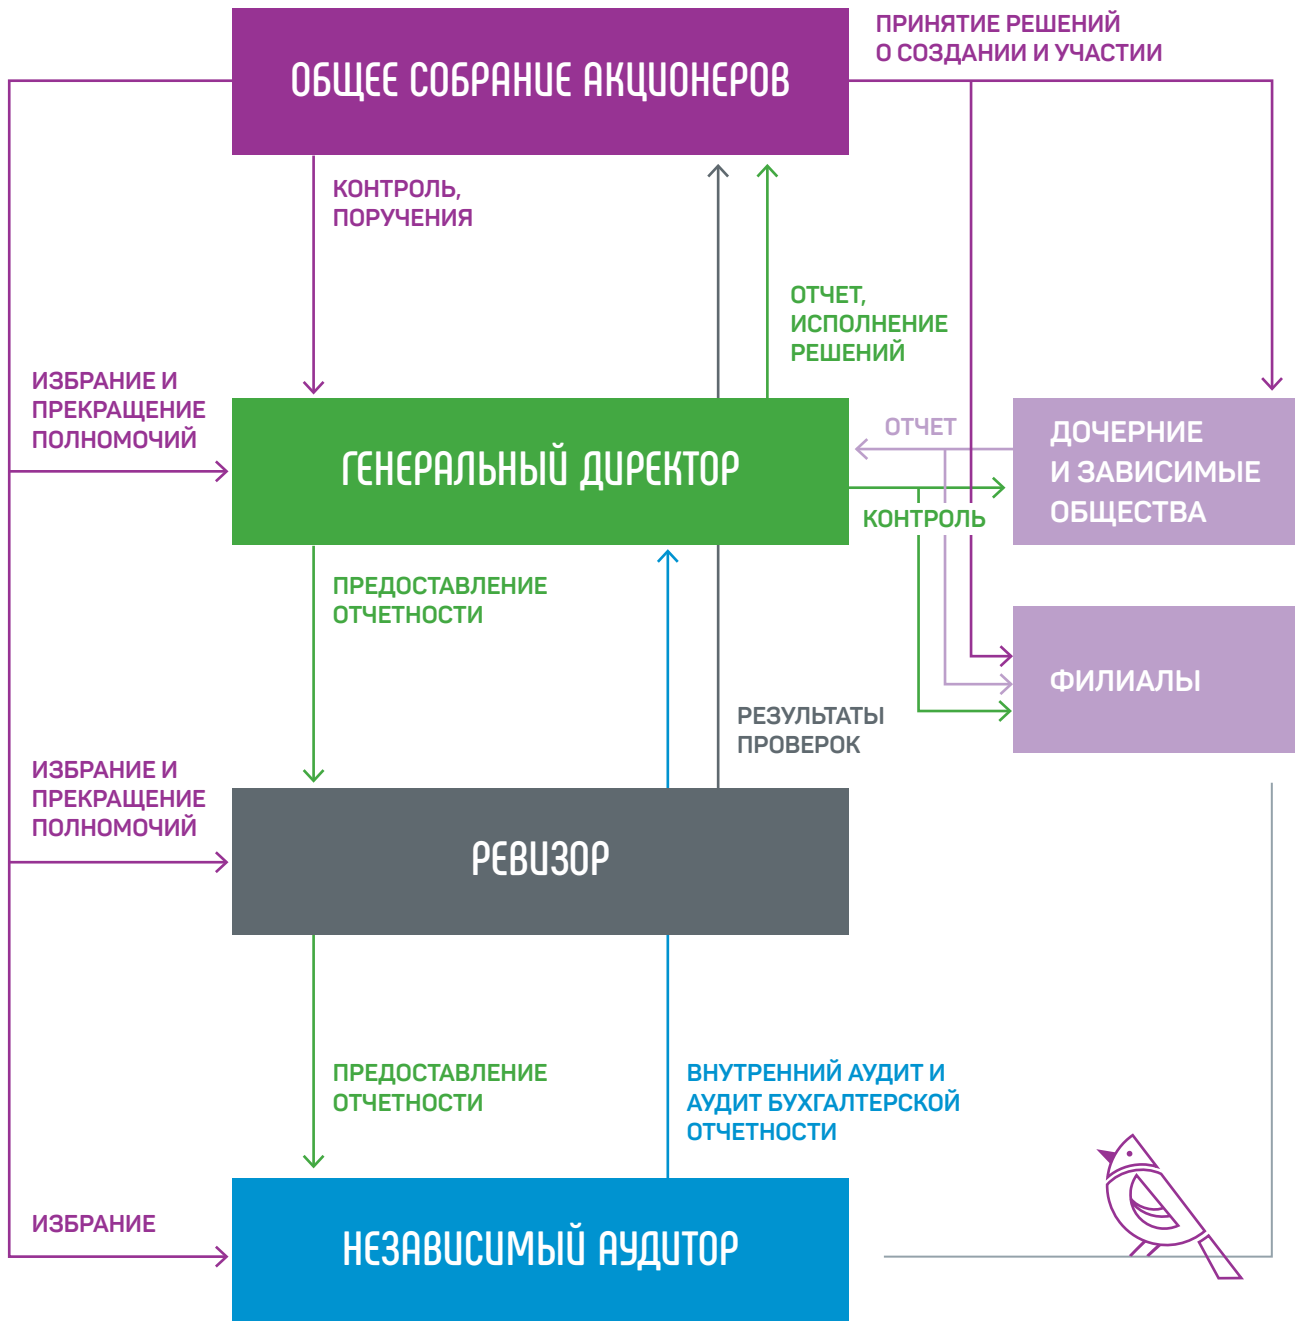 ПРИНЯТИЕ РЕШЕНИЙ
О СОЗДАНИИ И УЧАСТИИ
ОБЩЕЕ СОБРАНИЕ АКЦИОНЕРОВ
КОНТРОЛЬ,
ПОРУЧЕНИЯ
ОТЧЕТ,
ИСПОЛНЕНИЕ
РЕШЕНИЙ
ИЗБРАНИЕ И
ПРЕКРАЩЕНИЕ
ПОЛНОМОЧИЙ
ГЕНЕРАЛЬНЫЙ ДИРЕКТОР
ОТЧЕТ
КОНТРОЛЬ
ДОЧЕРНИЕ
И ЗАВИСИМЫЕ
ОБЩЕСТВА
ПРЕДОСТАВЛЕНИЕ
ОТЧЕТНОСТИ
ФИЛИАЛЫ
РЕЗУЛЬТАТЫ
ПРОВЕРОК
ИЗБРАНИЕ И
ПРЕКРАЩЕНИЕ
ПОЛНОМОЧИЙ
РЕВИЗОР
ПРЕДОСТАВЛЕНИЕ
ОТЧЕТНОСТИ
ВНУТРЕННИЙ АУДИТ И
АУДИТ БУХГАЛТЕРСКОЙ
ОТЧЕТНОСТИ
ИЗБРАНИЕ
НЕЗАВИСИМЫЙ АУДИТОР